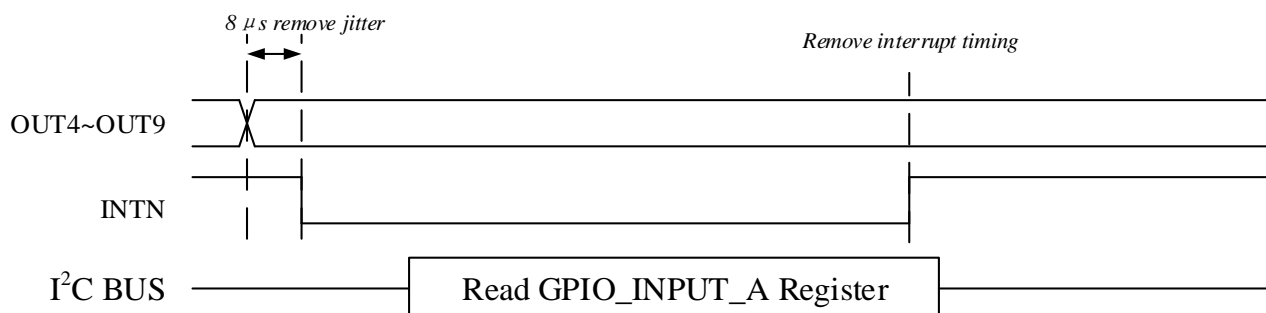 8 μs remove jitter
Remove interrupt timing
OUT4~OUT9
INTN
I²C BUS
Read GPIO_INPUT_A Register